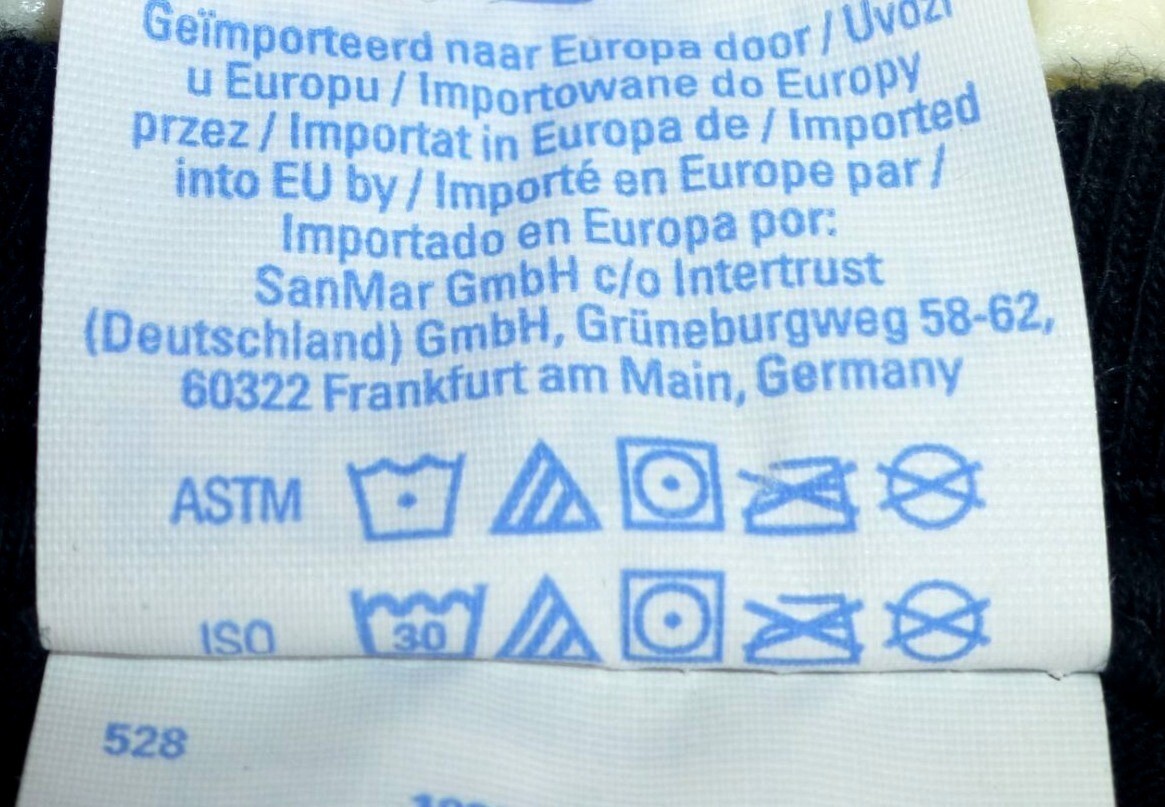 Geïmporteerd naar Europa door / Uvozi
u Europu / Importowane do Europy
przez / Importat in Europa de / Imported
into EU by / Importé en Europe par /
Importado en Europa por:
SanMar GmbH c/o Intertrust
(Deutschland) GmbH, Grüneburgweg 58-62,
60322 Frankfurt am Main, Germany
ASTM
ISO 30
528